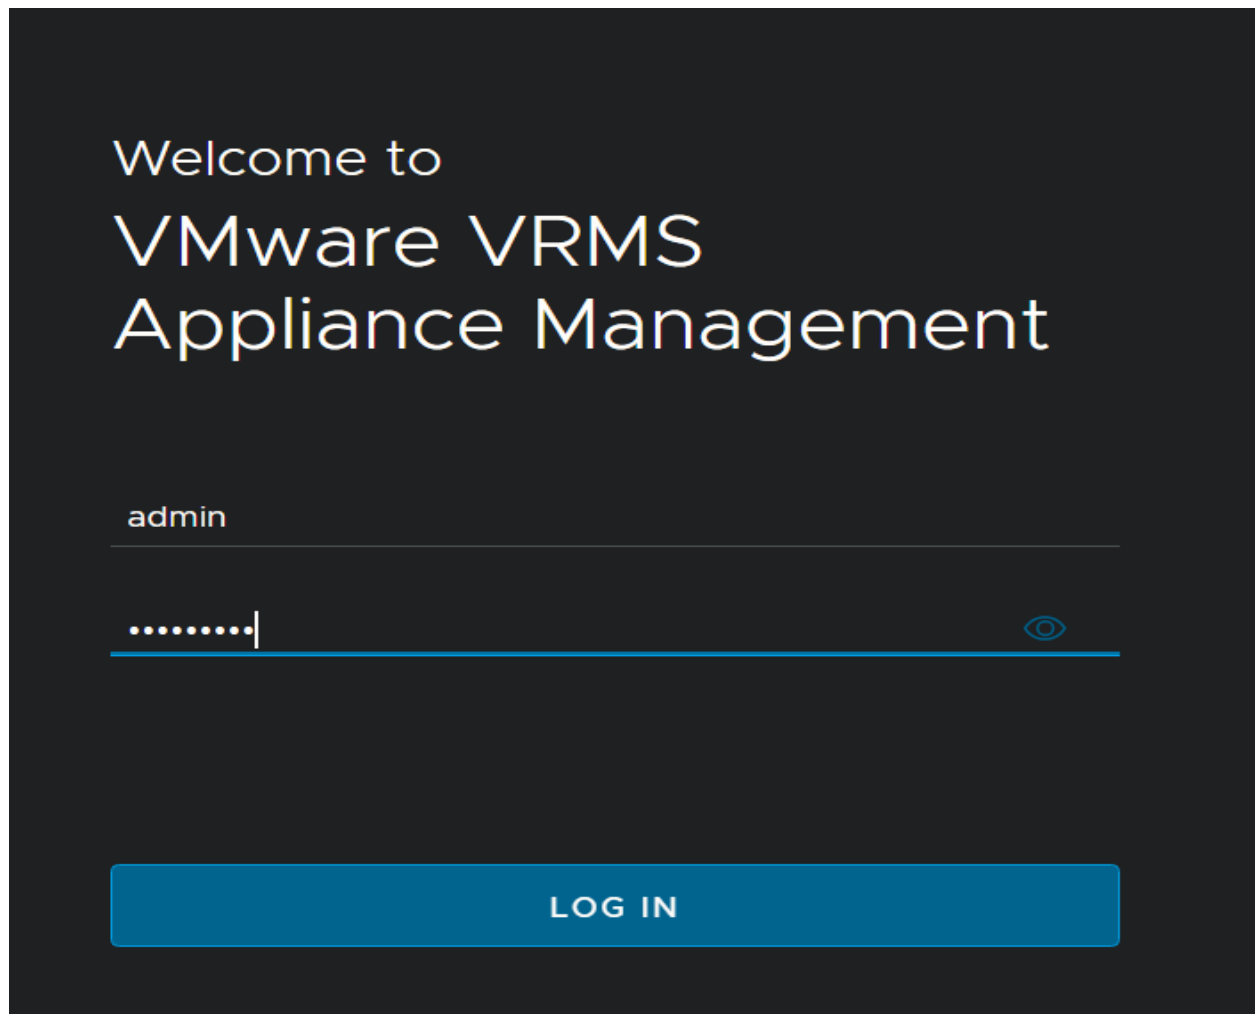 Welcome to
VMware VRMS
Appliance Management
admin
•••••••••
LOG IN